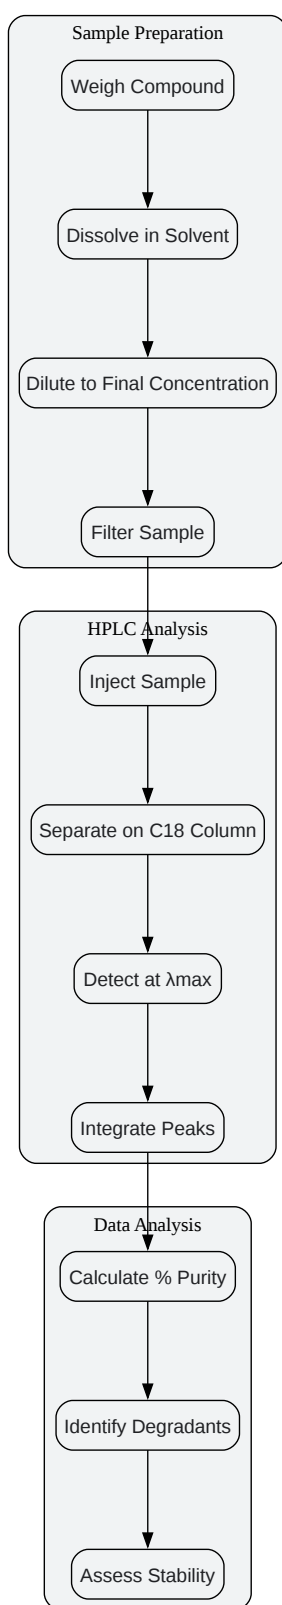 Sample Preparation
Weigh Compound
Dissolve in Solvent
Dilute to Final Concentration
Filter Sample
HPLC Analysis
Inject Sample
Separate on C18 Column
Detect at λmax
Integrate Peaks
Data Analysis
Calculate % Purity
Identify Degradants
Assess Stability